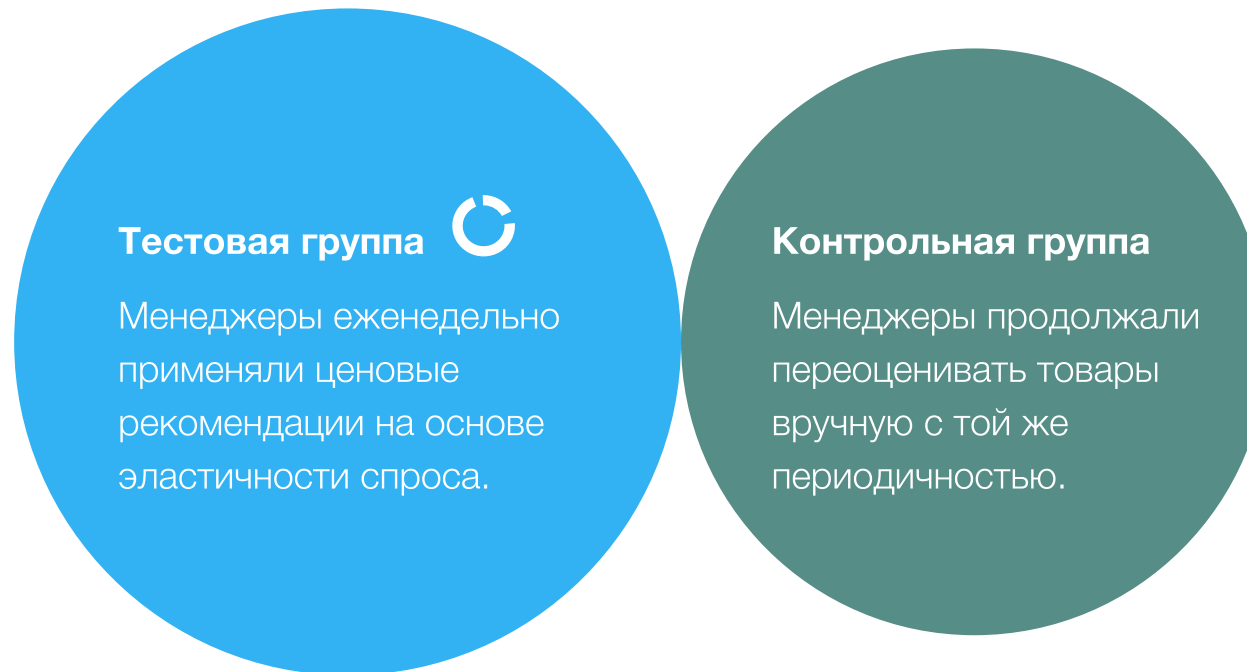 Тестовая группа
Менеджеры еженедельно
применяли ценовые
рекомендации на основе
эластичности спроса.
Контрольная группа
Менеджеры продолжали
переоценивать товары
вручную с той же
периодичностью.